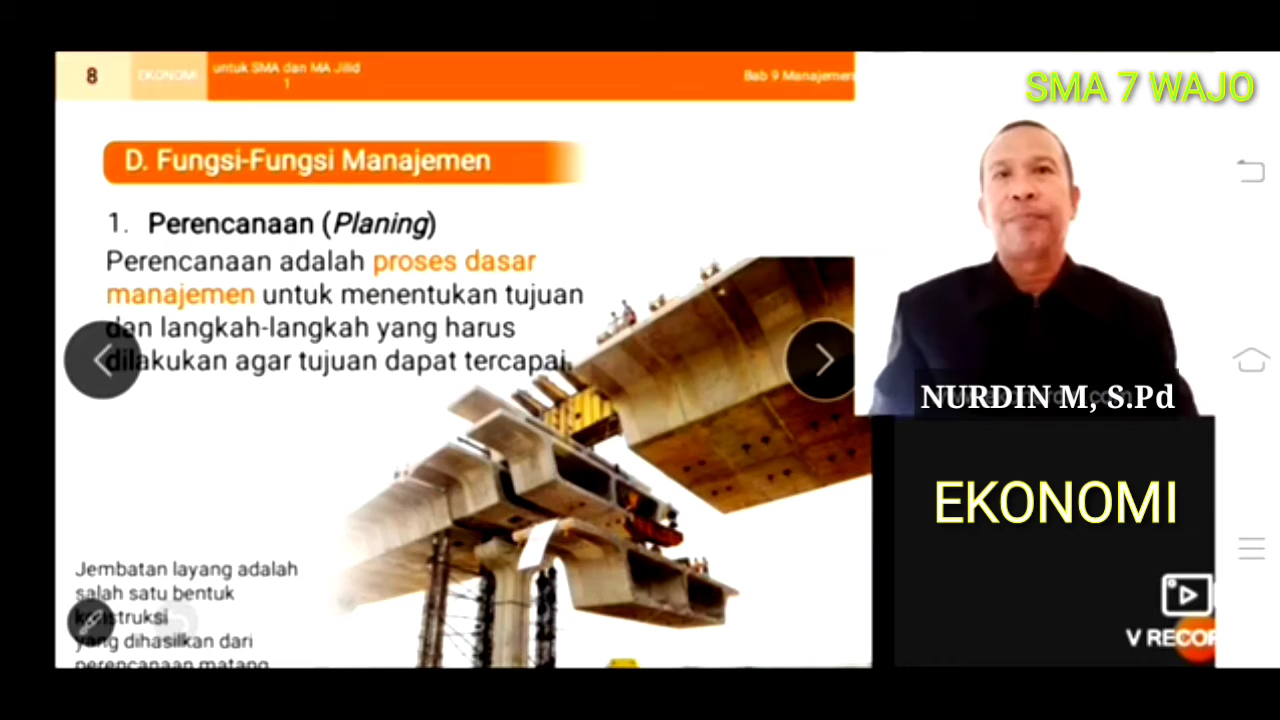 8
EKONOMI
untuk SMA dan MA Jilid
1
Bab 9 Manajemen
SMA 7 WAJO
D. Fungsi-Fungsi Manajemen
1. Perencanaan (Planing)
Perencanaan adalah proses dasar
manajemen untuk menentukan tujuan
dan langkah-langkah yang harus
dilakukan agar tujuan dapat tercapai.
NURDIN M, S.Pd
EKONOMI
Jembatan layang adalah
salah satu bentuk
konstruksi
yang dihasilkan dari
perencanaan matang
V RECOR